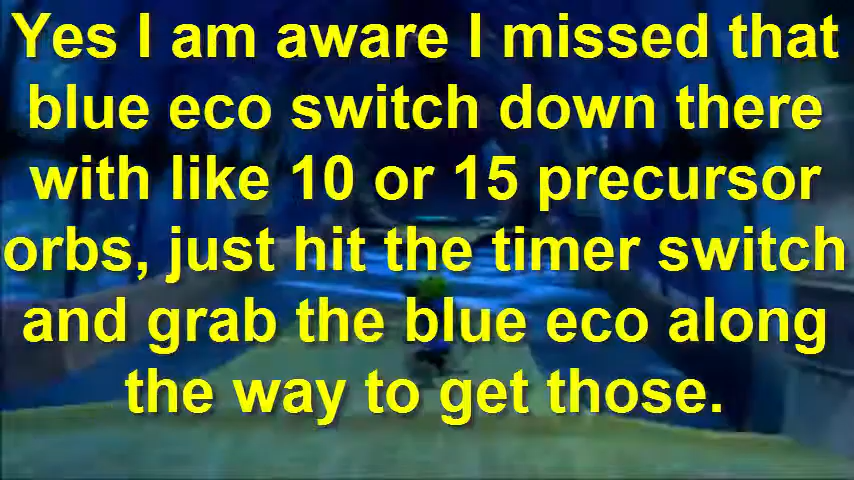 Yes I am aware I missed that
blue eco switch down there
with like 10 or 15 precursor
orbs, just hit the timer switch
and grab the blue eco along
the way to get those.